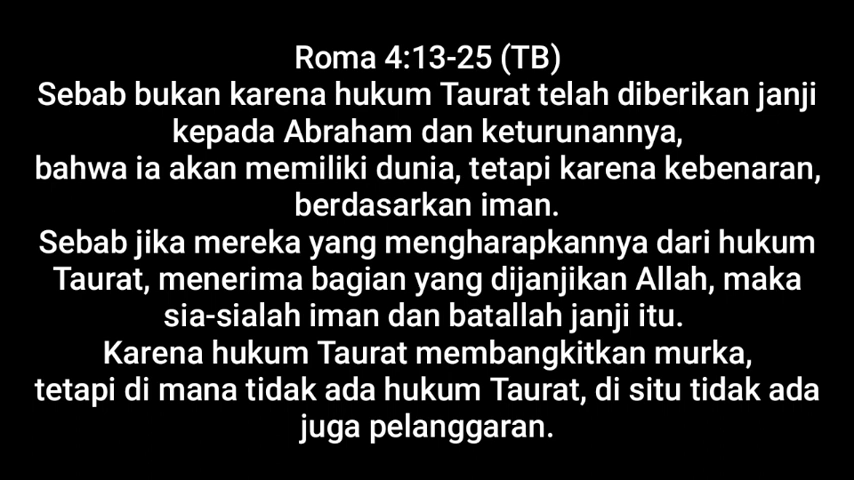 Roma 4:13-25 (TB)
Sebab bukan karena hukum Taurat telah diberikan janji
kepada Abraham dan keturunannya,
bahwa ia akan memiliki dunia, tetapi karena kebenaran,
berdasarkan iman.
Sebab jika mereka yang mengharapkannya dari hukum
Taurat, menerima bagian yang dijanjikan Allah, maka
sia-sialah iman dan batallah janji itu.
Karena hukum Taurat membangkitkan murka,
tetapi di mana tidak ada hukum Taurat, di situ tidak ada
juga pelanggaran.